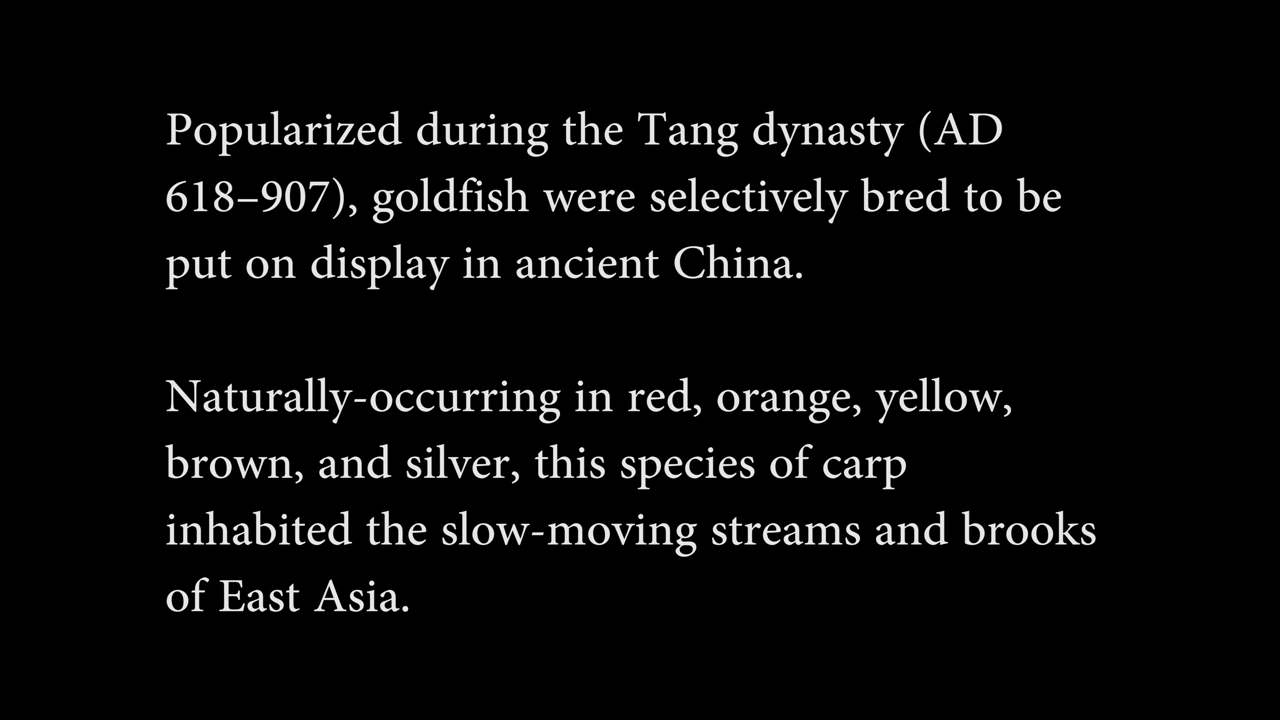 Popularized during the Tang dynasty (AD
618–907), goldfish were selectively bred to be
put on display in ancient China.
Naturally-occurring in red, orange, yellow,
brown, and silver, this species of carp
inhabited the slow-moving streams and brooks
of East Asia.